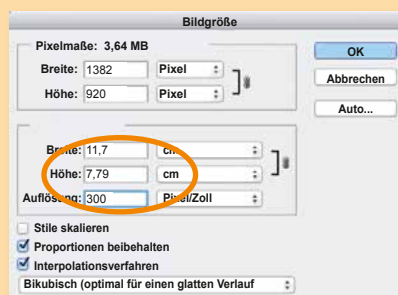 Bildgröße
Pixelmaße: 3,64 MB
OK
Breite: 1382 Pixel
Abbrechen
Höhe: 920 Pixel
Auto...
Breite: 11,7 cm
Höhe: 7,79 cm
Auflösung: 300 Pixel/Zoll
Stile skalieren
Proportionen beibehalten
Interpolationsverfahren
Bikubisch (optimal für einen glatten Verlauf